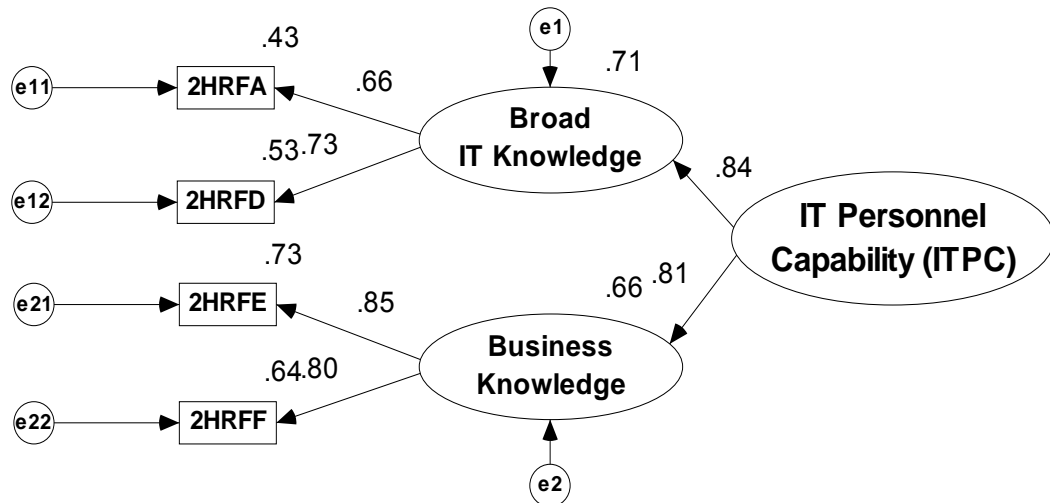 e1
.43
.71
e11
2HRFA
.66
Broad
IT Knowledge
.53
.73
.84
e12
2HRFD
IT Personnel
Capability (ITPC)
.73
e21
2HRFE
.85
.66
.81
Business
Knowledge
.64
.80
e22
2HRFF
e2